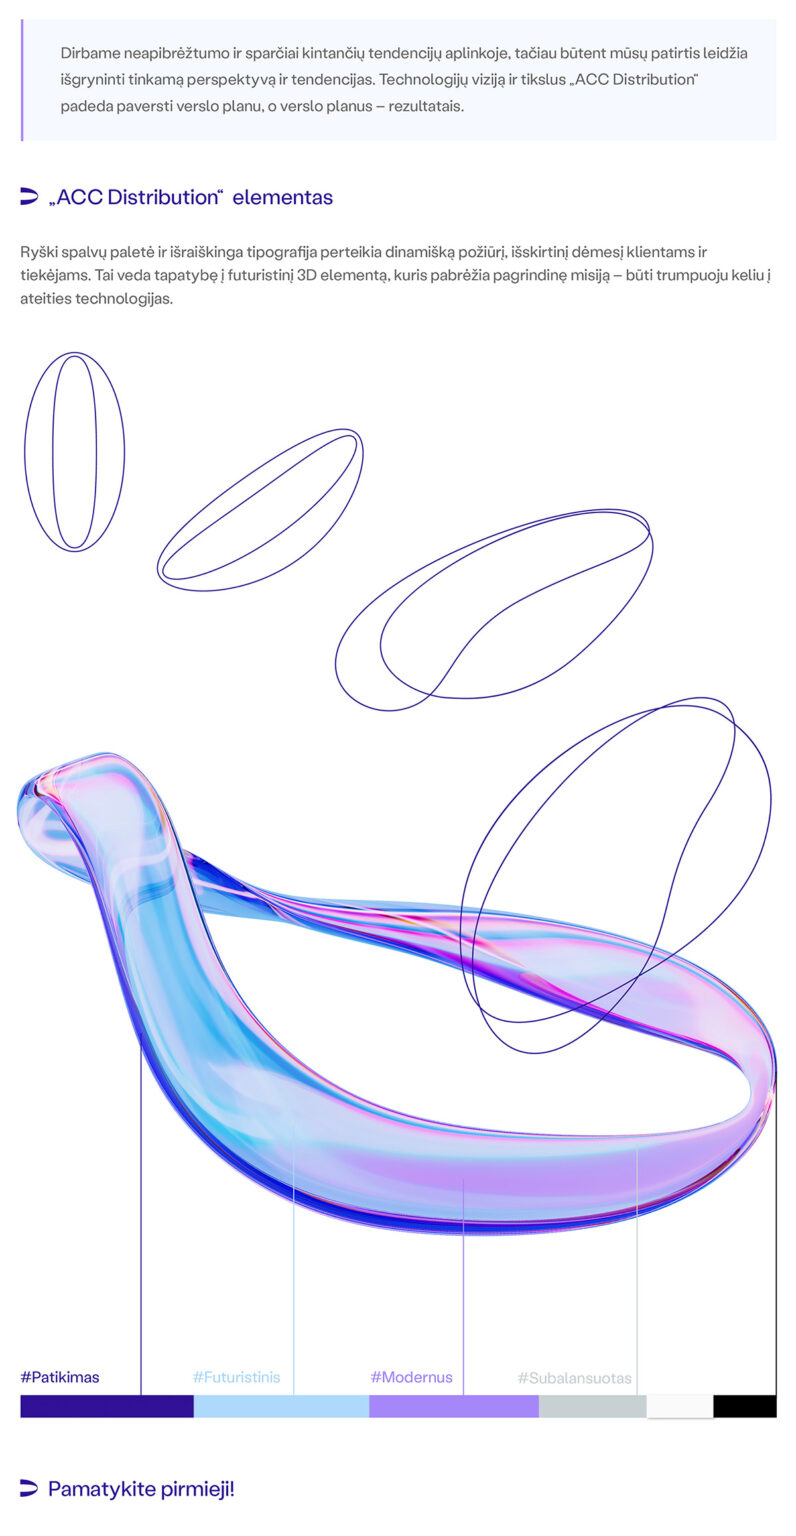 Dirbame neapibrėžtumo ir sparčiai kintančių tendencijų aplinkoje, tačiau būtent mūsų patirtis leidžia
išgryninti tinkamą perspektyvą ir tendencijas. Technologijų viziją ir tikslus „ACC Distribution“
padeda paversti verslo planu, o verslo planus – rezultatais.
„ACC Distribution“ elementas
Ryški spalvų paletė ir išraiškinga tipografija perteikia dinamišką požiūrį, išskirtinį dėmesį klientams ir
tiekėjams. Tai veda tapatybę į futuristinį 3D elementą, kuris pabrėžia pagrindinę misiją – būti trumpuoju keliu į
ateities technologijas.
#Patikimas
#Futuristinis
#Modernus
#Subalansuotas
Pamatykite pirmieji!